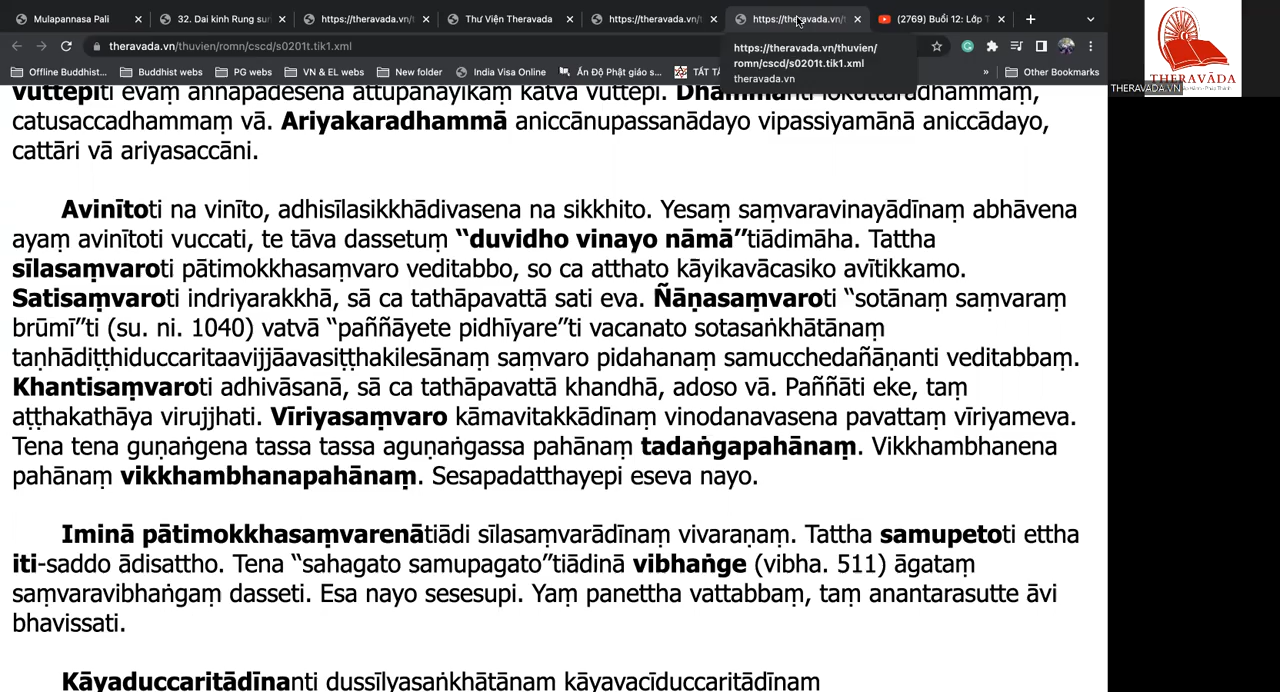 Mulapannasa Pali
32. Dai kinh Rung su
https://theravada.vn/t
Thư Viện Theravada
https://theravada.vn/t
https://theravada.vn/t
(2769) Buổi 12: Lớp T
theravada.vn/thuvien/romn/cscd/s0201t.tik1.xml
https://theravada.vn/thuvien/
romn/cscd/s0201t.tik1.xml
theravada.vn
Offline Buddhist...
Buddhist webs
PG webs
VN & EL webs
New folder
India Visa Online
Ấn Độ Phật giáo s...
TẤT TẦ
»
Other Bookmarks
THERAVĀDA
THERAVADA.VN
vuttepiti evaṃ aññapadesena attupanāyikaṃ katvā vuttepi. Dhammanti lokuttaradhammaṃ,
catusaccadhammaṃ vā. Ariyakaradhammā aniccānupassanādayo vipassiyamānā aniccādayo,
cattāri vā ariyasaccāni.
Avinītoti na vinīto, adhisīlasikkhādivasena na sikkhito. Yesaṃ saṃvaravinayādīnaṃ abhāvena
ayaṃ avinītoti vuccati, te tāva dassetuṃ “duvidho vinayo nāmā”tiādimāha. Tattha
sīlasaṃvaroti pātimokkhasaṃvaro veditabbo, so ca atthato kāyikavācasiko avītikkamo.
Satisaṃvaroti indriyarakkhā, sā ca tathāpavattā sati eva. Ñāṇasaṃvaroti “sotānaṃ saṃvaraṃ
brūmī”ti (su. ni. 1040) vatvā “paññāyete pidhīyare”ti vacanato sotasaṅkhātānaṃ
taṇhādiṭṭhiduccaritaavijjāavasiṭṭhakilesānaṃ saṃvaro pidahanaṃ samucchedañāṇanti veditabbaṃ.
Khantisaṃvaroti adhivāsanā, sā ca tathāpavattā khandhā, adoso vā. Paññāti eke, taṃ
aṭṭhakathāya virujjhati. Vīriyasaṃvaro kāmavitakkādīnaṃ vinodanavasena pavattaṃ vīriyameva.
Tena tena guṇaṅgena tassa tassa aguṇaṅgassa pahānaṃ tadaṅgapahānaṃ. Vikkhambhanena
pahānaṃ vikkhambhanapahānaṃ. Sesapadatthayepi eseva nayo.
Iminā pātimokkhasaṃvarenātiādi sīlasaṃvarādīnaṃ vivaraṇaṃ. Tattha samupetoti ettha
iti-saddo ādisattho. Tena “sahagato samupagato”tiādinā vibhaṅge (vibha. 511) āgataṃ
saṃvaravibhaṅgaṃ dasseti. Esa nayo sesesupi. Yaṃ panettha vattabbaṃ, taṃ anantarasutte āvi
bhavissati.
Kāyaduccaritādīnanti dussīlyasaṅkhātānaṃ kāyavacīduccaritādīnaṃ